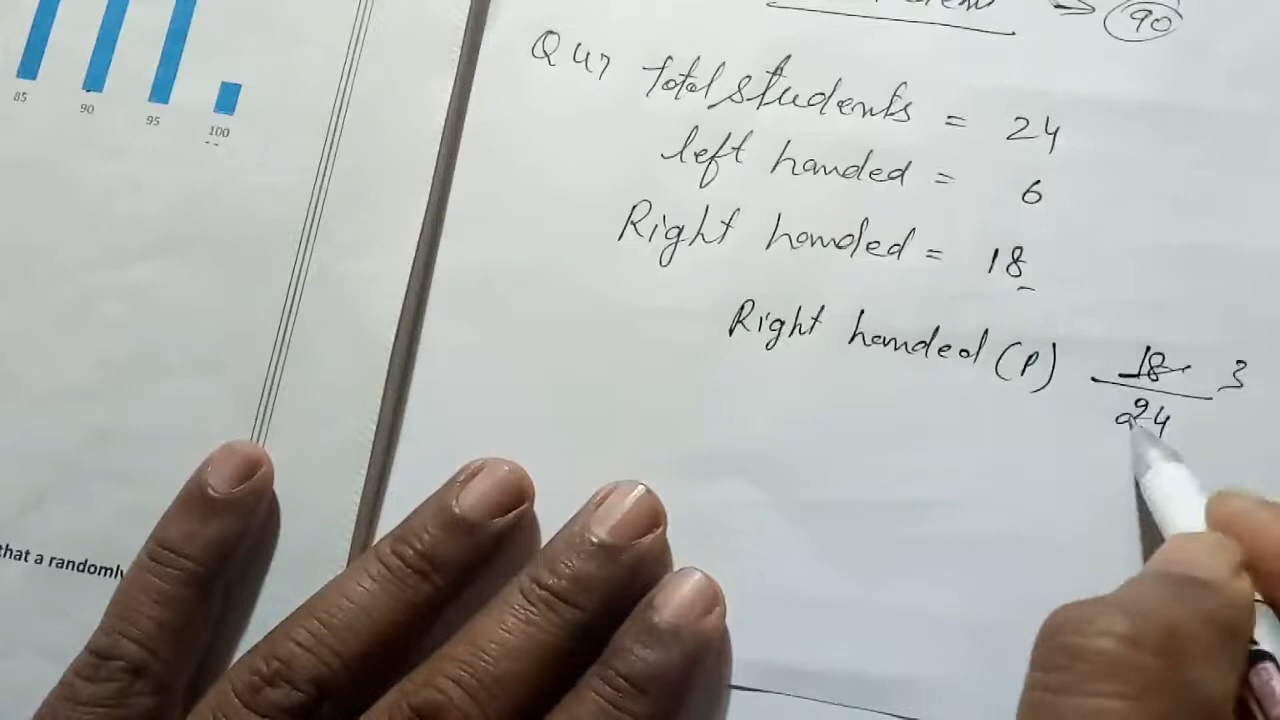 85 90 95 100
90
Q 47 Total students = 24
left handed = 6
Right handed = 18
Right handed (P) 18 3
24
that a randomly